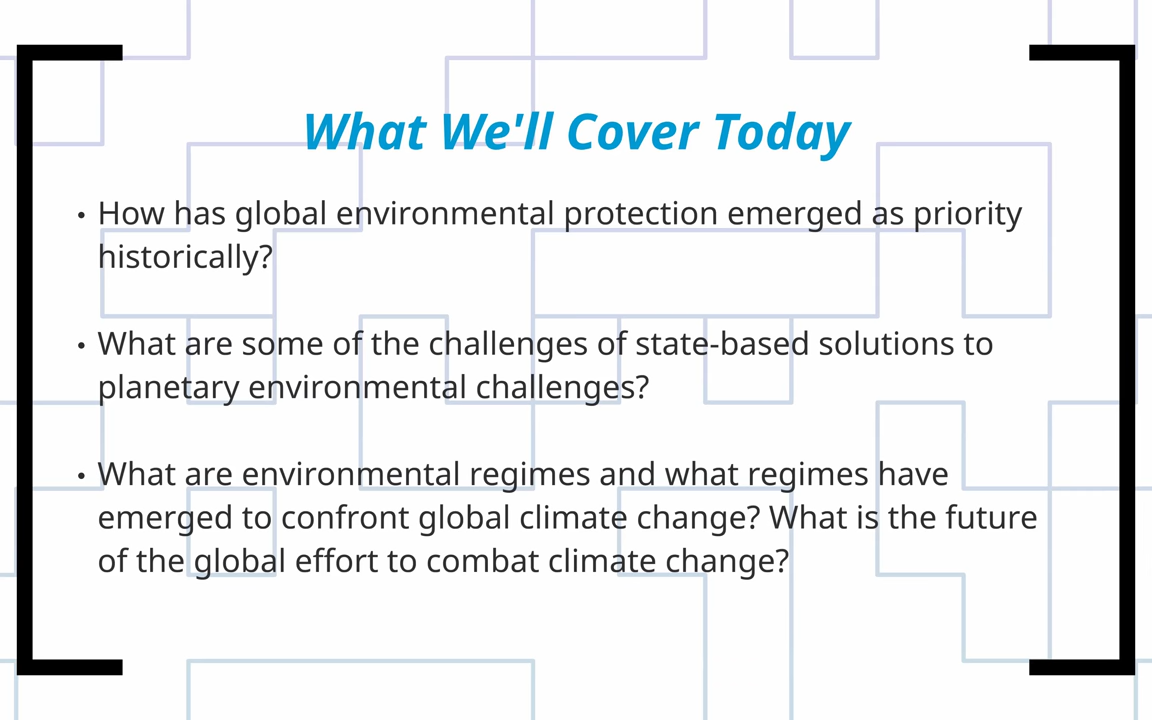 What We'll Cover Today
• How has global environmental protection emerged as priority
historically?
• What are some of the challenges of state-based solutions to
planetary environmental challenges?
• What are environmental regimes and what regimes have
emerged to confront global climate change? What is the future
of the global effort to combat climate change?